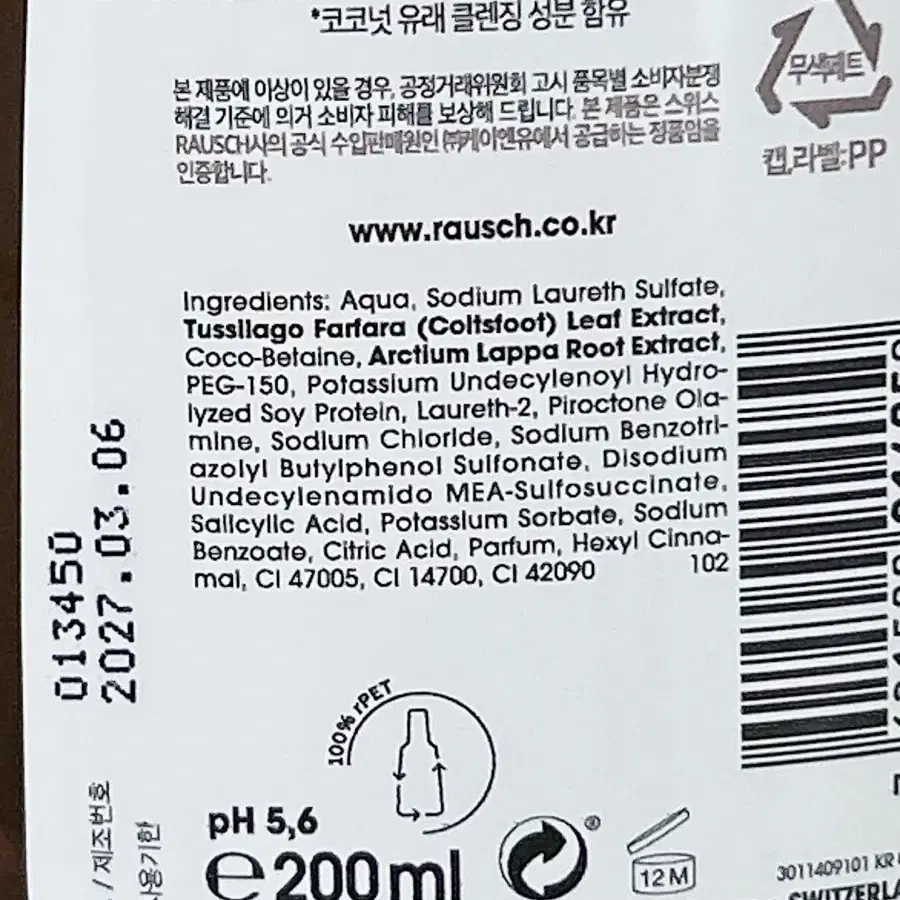 *코코넛 유래 클렌징 성분 함유
무색페트
캡,라벨:PP
본 제품에 이상이 있을 경우, 공정거래위원회 고시 품목별 소비자분쟁
해결 기준에 의거 소비자 피해를 보상해 드립니다. 본 제품은 스위스
RAUSCH사의 공식 수입판매원인 ㈜케이엔유에서 공급하는 정품임을
인증합니다.
www.rausch.co.kr
Ingredients: Aqua, Sodium Laureth Sulfate,
Tussilago Farfara (Coltsfoot) Leaf Extract,
Coco-Betaine, Arctium Lappa Root Extract,
PEG-150, Potassium Undecylenoyl Hydro-
lyzed Soy Protein, Laureth-2, Piroctone Ola-
mine, Sodium Chloride, Sodium Benzotri-
azolyl Butylphenol Sulfonate, Disodium
Undecylenamido MEA-Sulfosuccinate,
Salicylic Acid, Potassium Sorbate, Sodium
Benzoate, Citric Acid, Parfum, Hexyl Cinna-
mal, CI 47005, CI 14700, CI 42090 102
013450
2027.03.06
/ 제조번호
사용기한
100% rPET
pH 5,6
℮200ml
®
12M
3011409101 KR